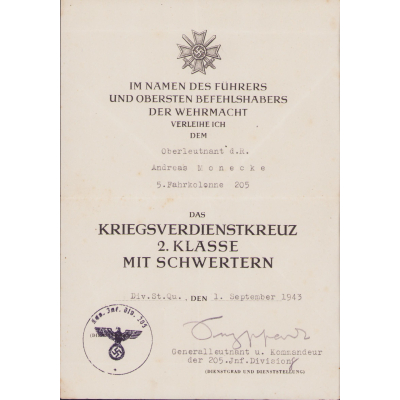 IM NAMEN DES FÜHRERS
UND OBERSTEN BEFEHLSHABERS
DER WEHRMACHT
VERLEIHE ICH
DEM
Oberleutnant d.R.
Andreas Monecke
5.Fahrkolonne 205
DAS
KRIEGSVERDIENSTKREUZ
2. KLASSE
MIT SCHWERTERN
Div.St.Qu., DEN 1. September 1943
Generalleutnant u. Kommandeur
der 205.Jnf.Division
(DIENSTGRAD UND DIENSTSTELLUNG)
205